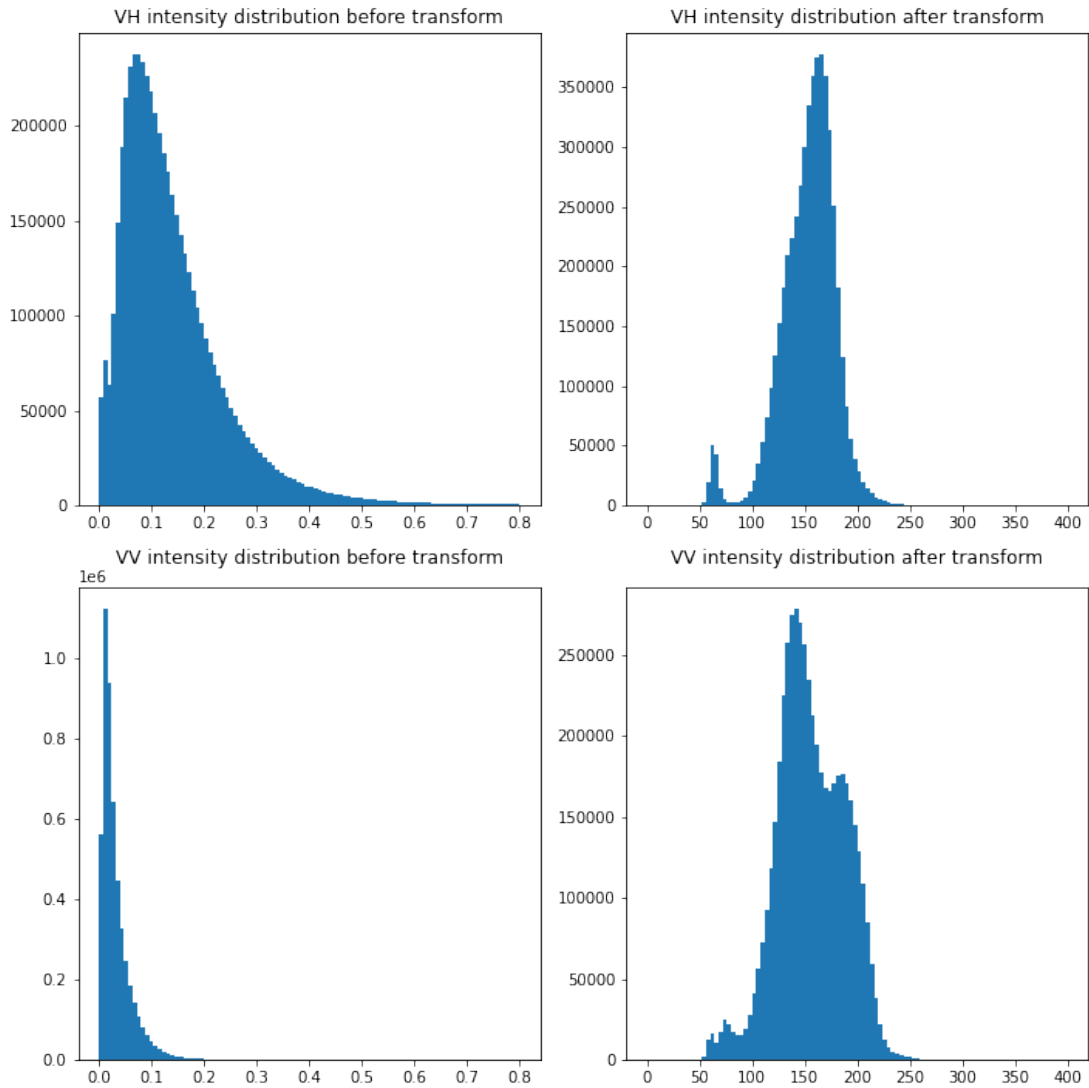 VH intensity distribution before transform
200000
150000
100000
50000
0
0.0 0.1 0.2 0.3 0.4 0.5 0.6 0.7 0.8
VH intensity distribution after transform
350000
300000
250000
200000
150000
100000
50000
0
0 50 100 150 200 250 300 350 400
VV intensity distribution before transform
1e6
1.0
0.8
0.6
0.4
0.2
0.0
0.0 0.1 0.2 0.3 0.4 0.5 0.6 0.7 0.8
VV intensity distribution after transform
250000
200000
150000
100000
50000
0
0 50 100 150 200 250 300 350 400